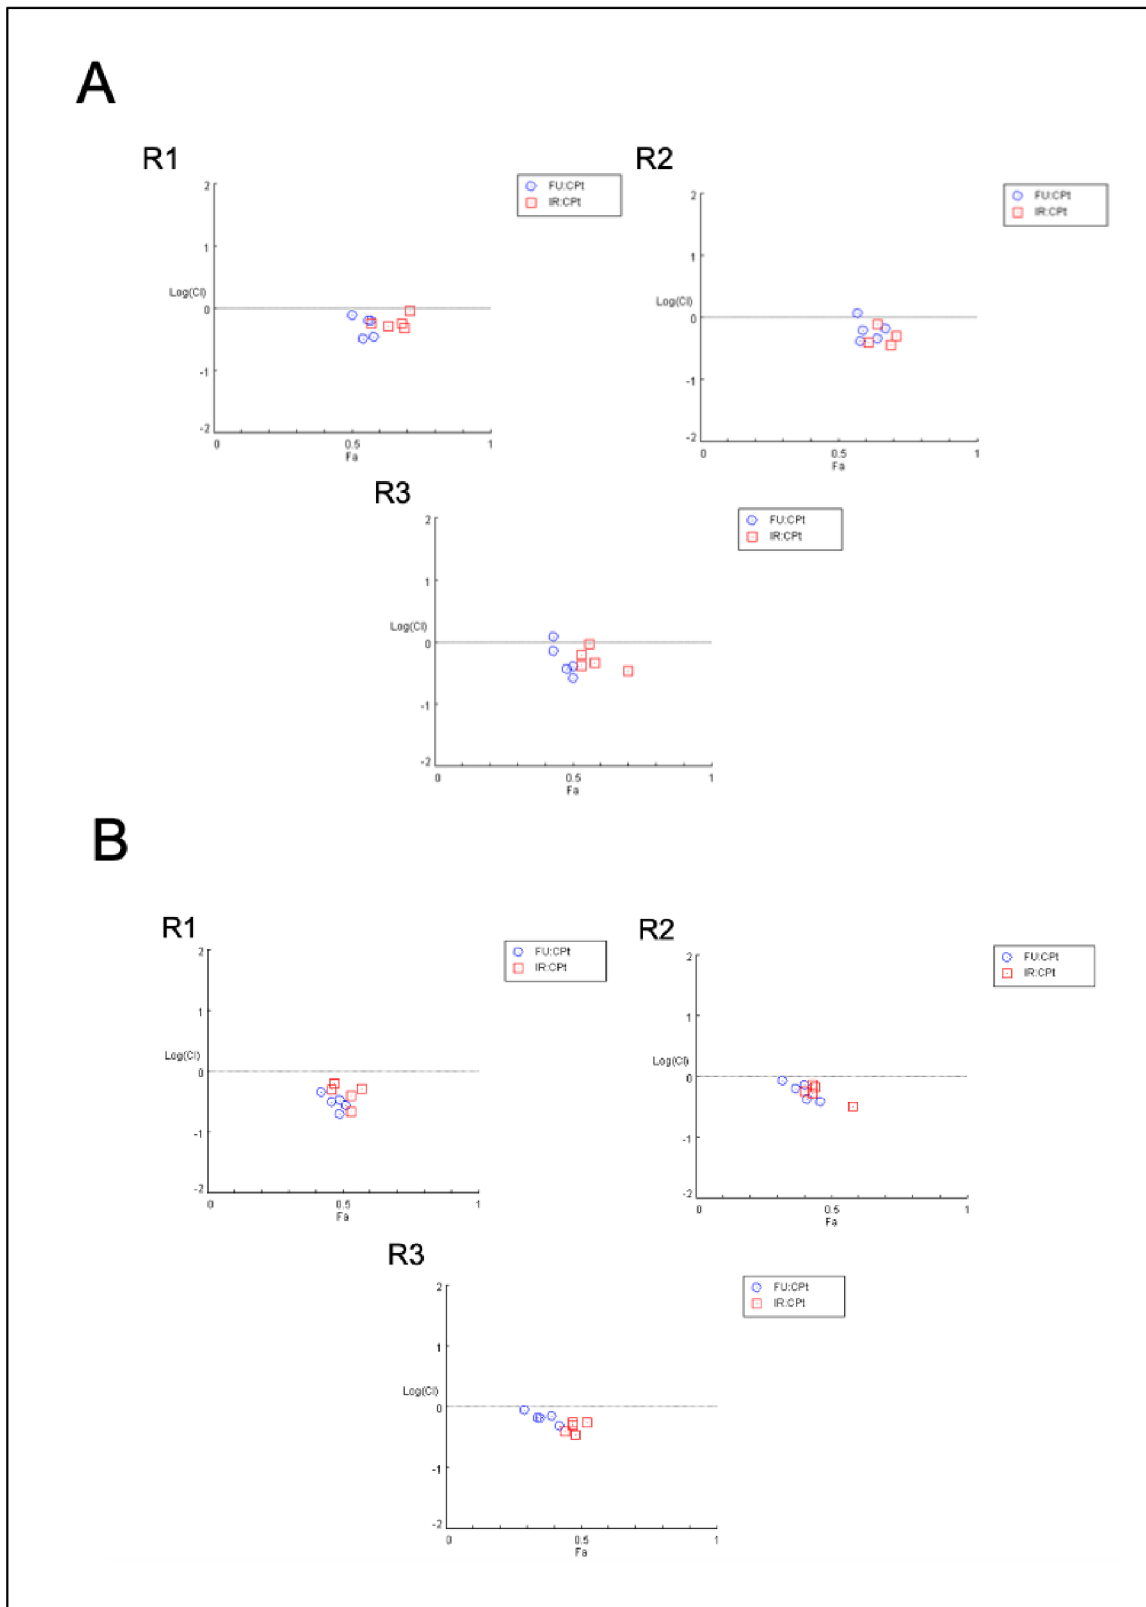 A
R1
FU:CPt
IR:CPt
2
1
Log(CI)
0
-1
-2
0
0.5
1
Fa
R2
FU:CPt
IR:CPt
2
1
Log(CI)
0
-1
-2
0
0.5
1
Fa
R3
FU:CPt
IR:CPt
2
1
Log(CI)
0
-1
-2
0
0.5
1
Fa
B
R1
FU:CPt
IR:CPt
2
1
Log(CI)
0
-1
-2
0
0.5
1
Fa
R2
FU:CPt
IR:CPt
2
1
Log(CI)
0
-1
-2
0
0.5
1
Fa
R3
FU:CPt
IR:CPt
2
1
Log(CI)
0
-1
-2
0
0.5
1
Fa